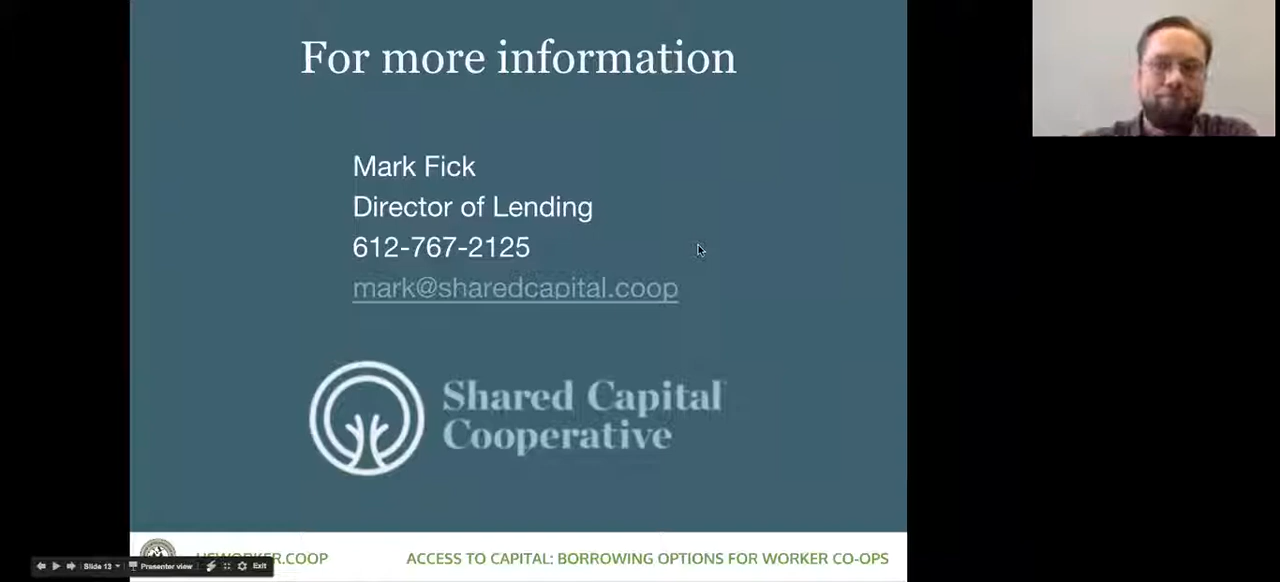 For more information
Mark Fick
Director of Lending
612-767-2125
mark@sharedcapital.coop
Shared Capital
Cooperative
USWORKER.COOP
ACCESS TO CAPITAL: BORROWING OPTIONS FOR WORKER CO-OPS
Slide 13
Presenter view
Exit